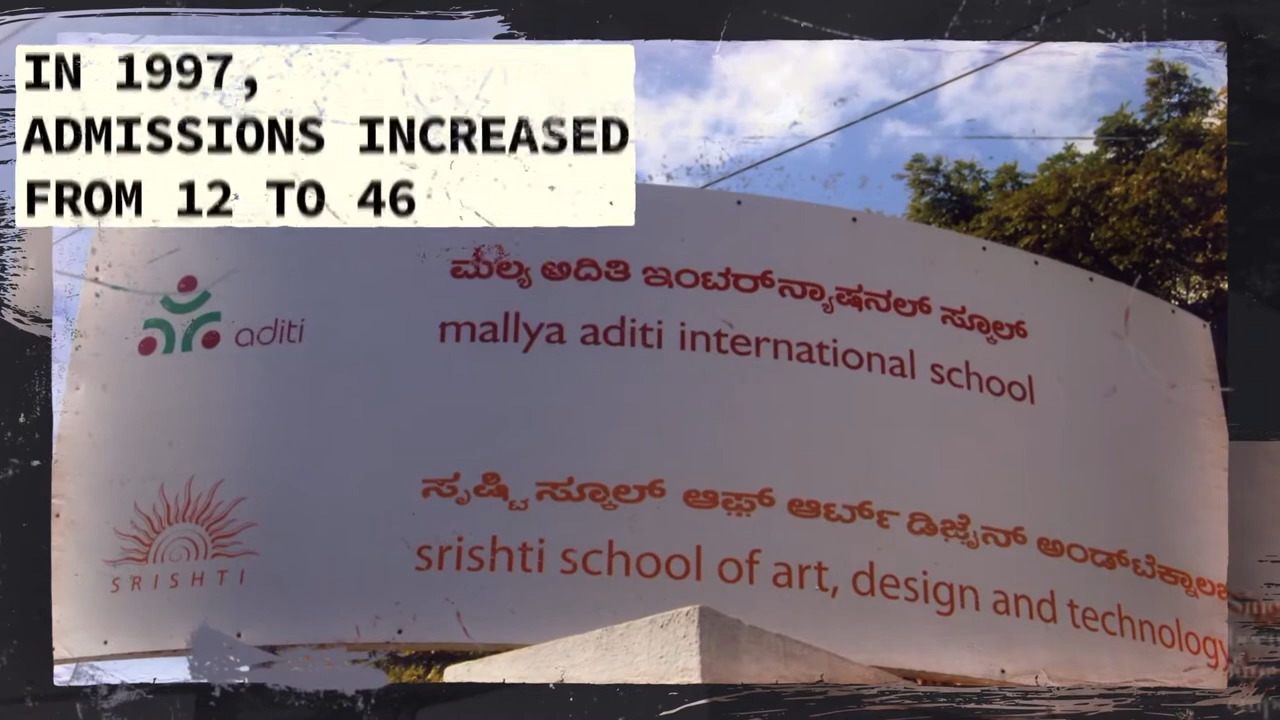 IN 1997,
ADMISSIONS INCREASED
FROM 12 TO 46
ಮಲ್ಯ ಅದಿತಿ ಇಂಟರ್‌ನ್ಯಾಷನಲ್ ಸ್ಕೂಲ್
aditi
mallya aditi international school
ಸೃಷ್ಟಿ ಸ್ಕೂಲ್ ಆಫ಼್ ಆರ್ಟ್ ಡಿಜ಼ೈನ್
srishti school of art, design and technology
SRISHTI